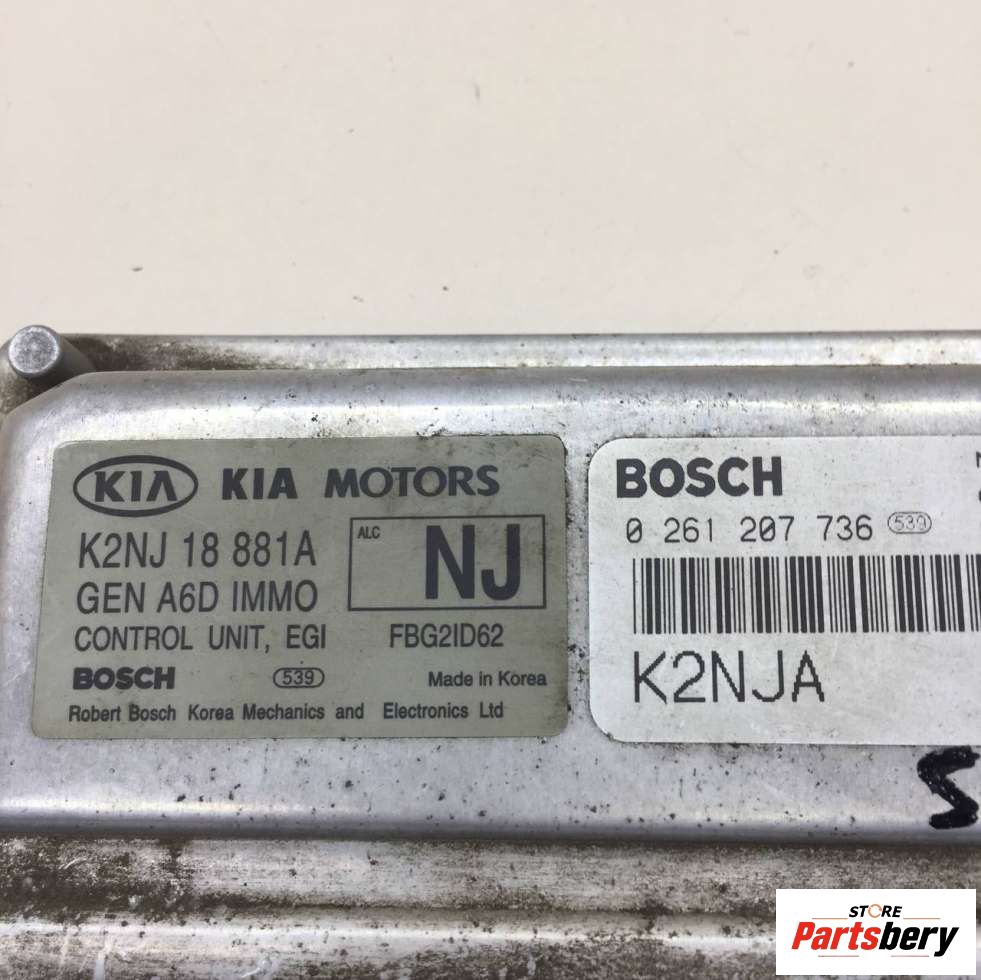 KIA KIA MOTORS
K2NJ 18 881A
ALC NJ
GEN A6D IMMO
CONTROL UNIT, EGI FBG2ID62
BOSCH 539 Made in Korea
Robert Bosch Korea Mechanics and Electronics Ltd
BOSCH
0 261 207 736 539
K2NJA
S
STORE
Partsbery